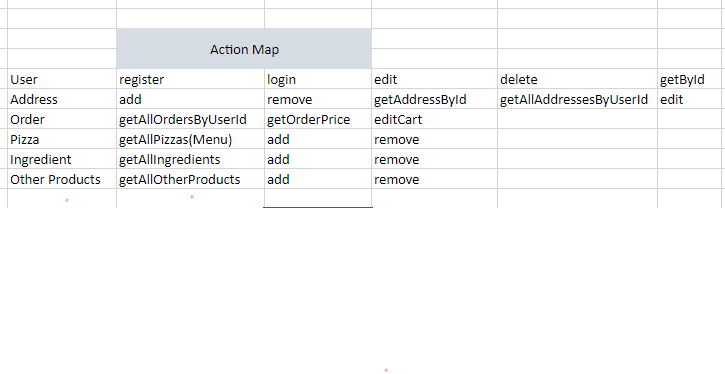 Action Map
User register login edit delete getById
Address add remove getAddressById getAllAddressesByUserId edit
Order getAllOrdersByUserId getOrderPrice editCart
Pizza getAllPizzas(Menu) add remove
Ingredient getAllIngredients add remove
Other Products getAllOtherProducts add remove